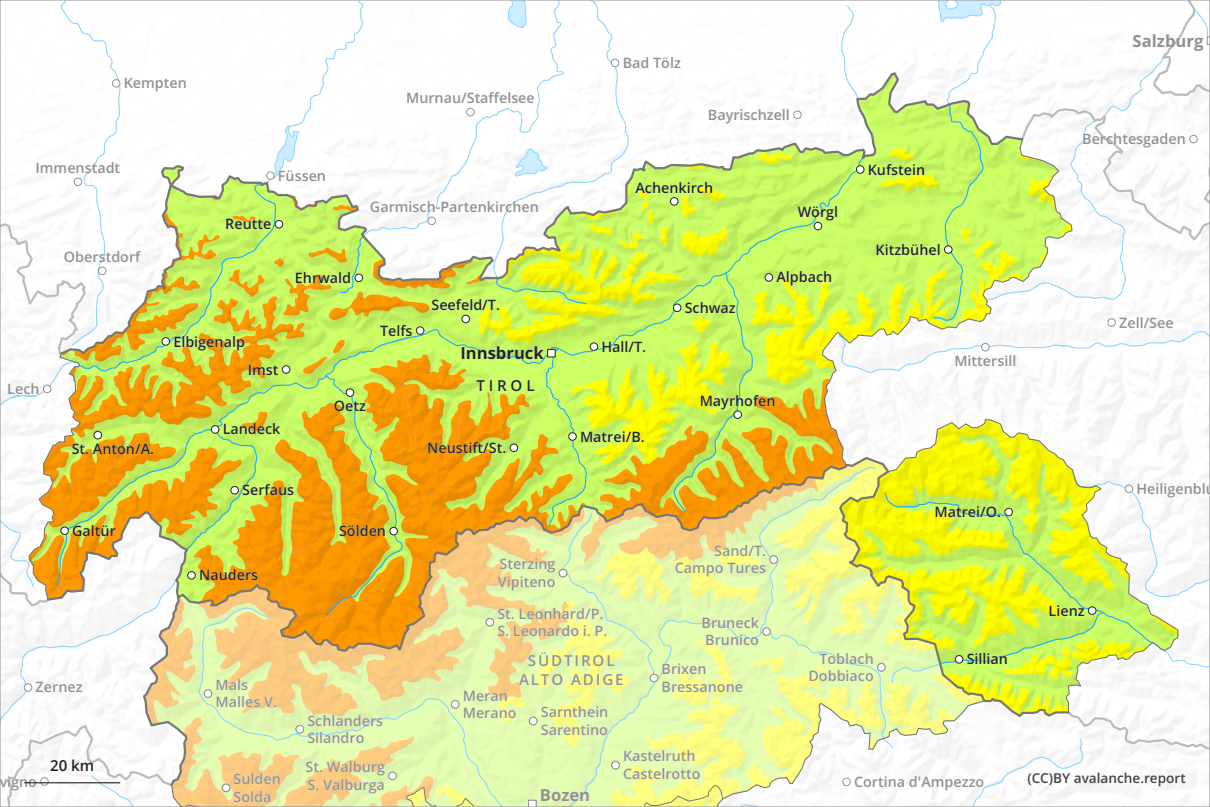 Salzburg
Bad Tölz
Kempten
Murnau/Staffelsee
Bayrischzell
Berchtesgaden
Immenstadt
Füssen
Kufstein
Achenkirch
Garmisch-Partenkirchen
Wörgl
Reutte
Oberstdorf
Kitzbühel
Ehrwald
Alpbach
Seefeld/T.
Schwaz
Zell/See
Telfs
Elbigenalp
Innsbruck
Hall/T.
Mittersill
Imst
TIROL
Lech
Oetz
Mayrhofen
Landeck
Matrei/B.
St. Anton/A.
Neustift/St.
Serfaus
Heiligenblu
Matrei/O.
Galtür
Sölden
Sand/T.
Campo Tures
Sterzing
Vipiteno
Nauders
Lienz
St. Leonhard/P.
S. Leonardo i. P.
Bruneck
Brunico
SÜDTIROL
ALTO ADIGE
Toblach
Dobbiaco
Sillian
Brixen
Bressanone
Zernez
Mals
Malles V.
Meran
Merano
Sarnthein
Sarentino
Schlanders
Silandro
Kastelruth
Castelrotto
20 km
St. Walburg
S. Valburga
vigno
Sulden
Solda
Cortina d'Ampezzo
(CC)BY avalanche.report
Bozen